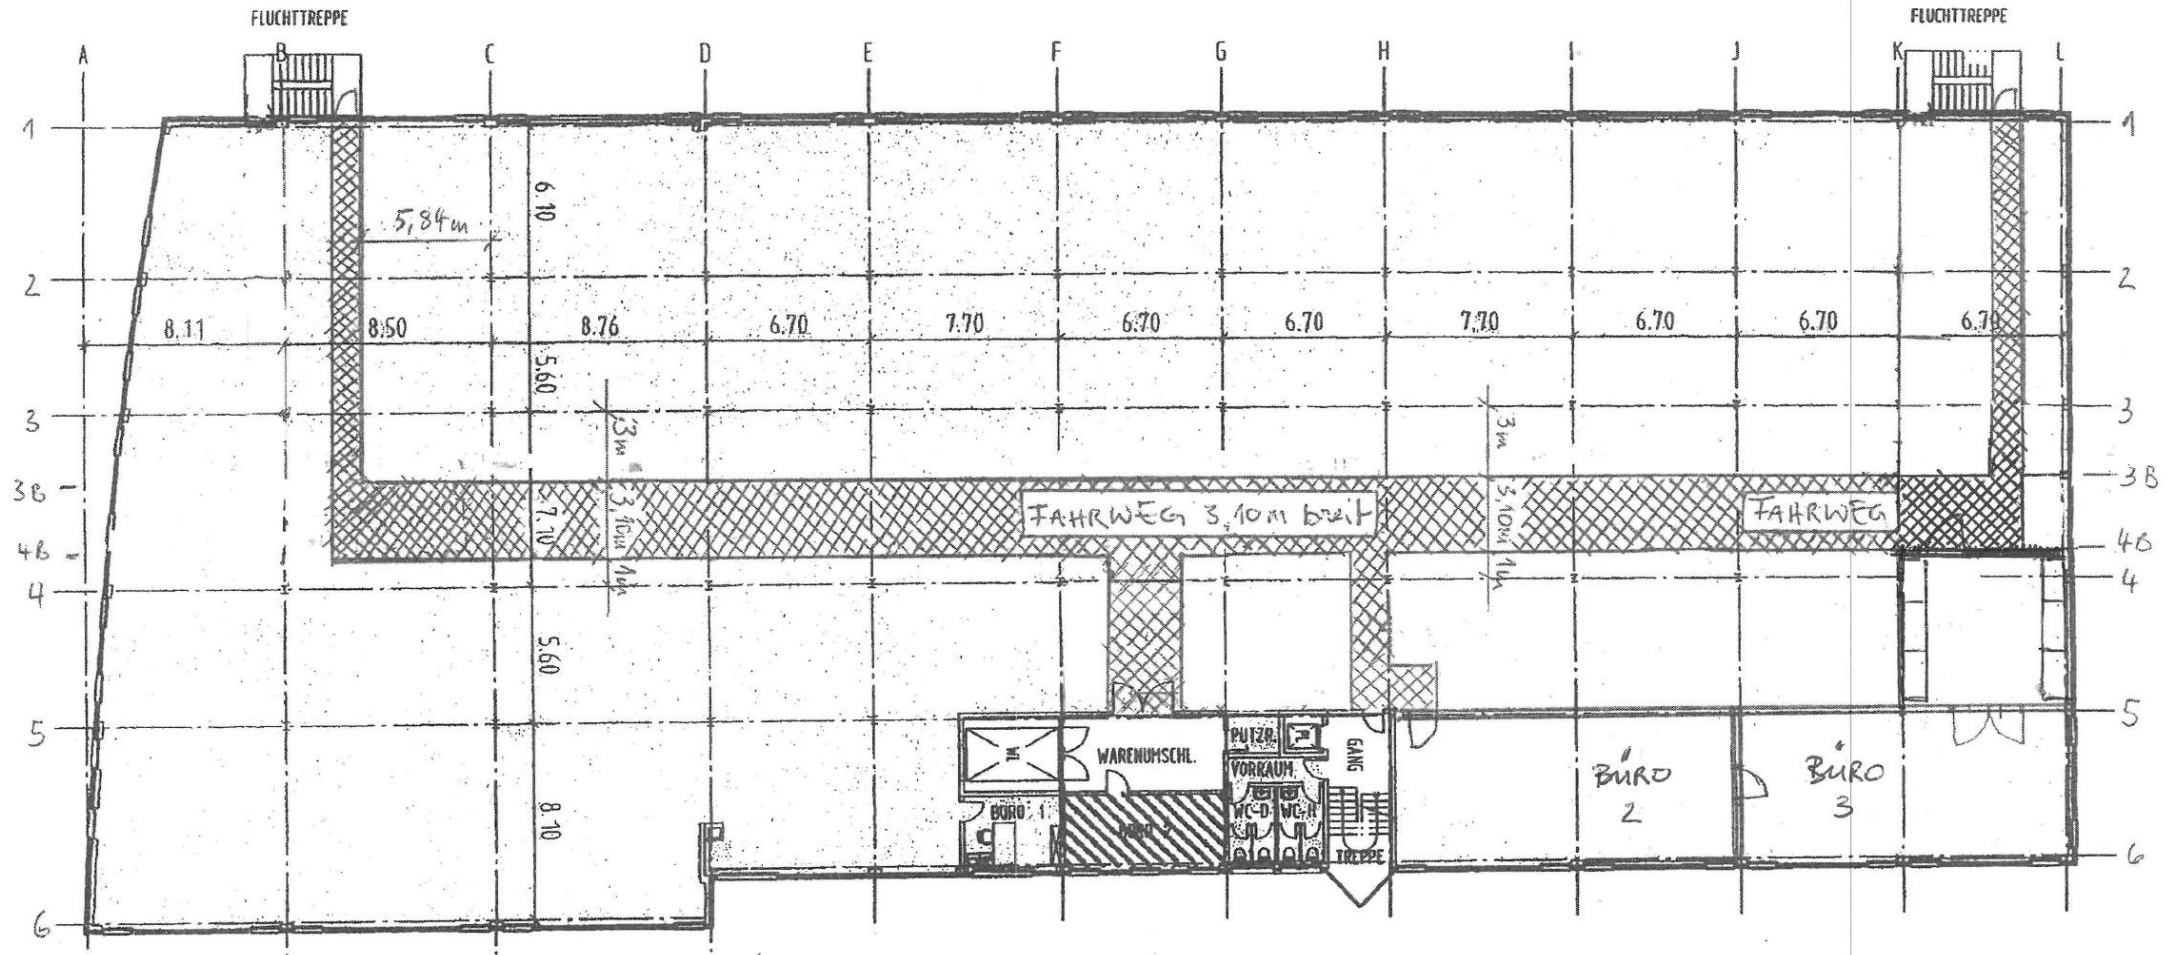 FLUCHTTREPPE
FLUCHTTREPPE
A B C D E F G H I J K L
1 1
6.10
5,84m
2 2
8.11 8.50 8.76 6.70 7.70 6.70 6.70 7.70 6.70 6.70 6.70
5.60
3 3
3m 3m
3B 3B
7.10 3,10m 3,10m
FAHRWEG 3,10m breit
FAHRWEG
4B 4B
1m 1m
4 4
5.60
5 5
WARENUMSCHL.
PUTZR.
GANG
VORRAUM
BÜRO 2
BÜRO 3
8.10
BÜRO 1
WC-D WC-H
TREPPE
6 6